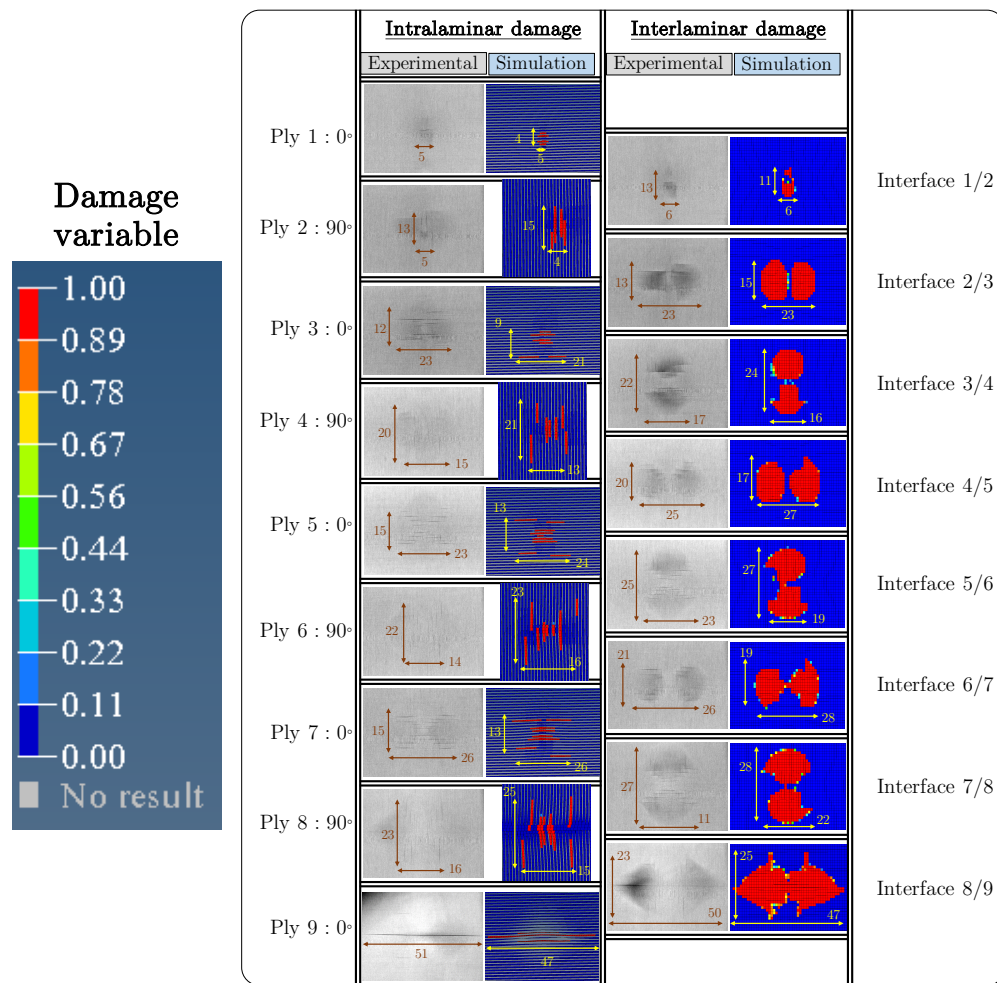 Damage
variable
1.00
0.89
0.78
0.67
0.56
0.44
0.33
0.22
0.11
0.00
No result
Intralaminar damage
Interlaminar damage
Experimental
Simulation
Experimental
Simulation
Ply 1 : 0°
5
4
5
Ply 2 : 90°
13
5
15
4
Ply 3 : 0°
12
23
9
21
Ply 4 : 90°
20
15
21
13
Ply 5 : 0°
15
23
13
24
Ply 6 : 90°
22
14
23
16
Ply 7 : 0°
15
26
13
26
Ply 8 : 90°
23
16
25
15
Ply 9 : 0°
51
47
13
6
11
6
Interface 1/2
13
23
15
23
Interface 2/3
22
17
24
16
Interface 3/4
20
25
17
27
Interface 4/5
25
23
27
19
Interface 5/6
21
26
19
28
Interface 6/7
27
11
28
22
Interface 7/8
23
50
25
47
Interface 8/9